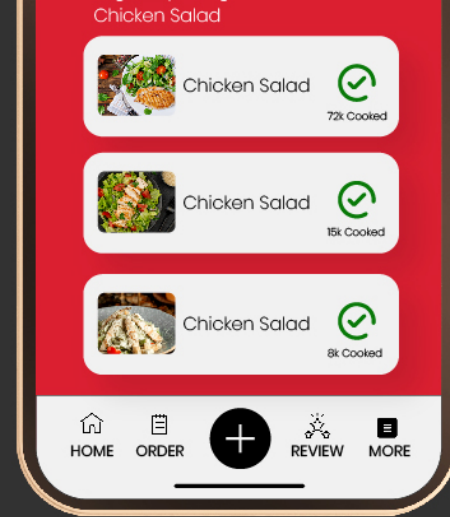 Chicken Salad
Chicken Salad
72k Cooked
Chicken Salad
15k Cooked
Chicken Salad
8k Cooked
HOME ORDER REVIEW MORE